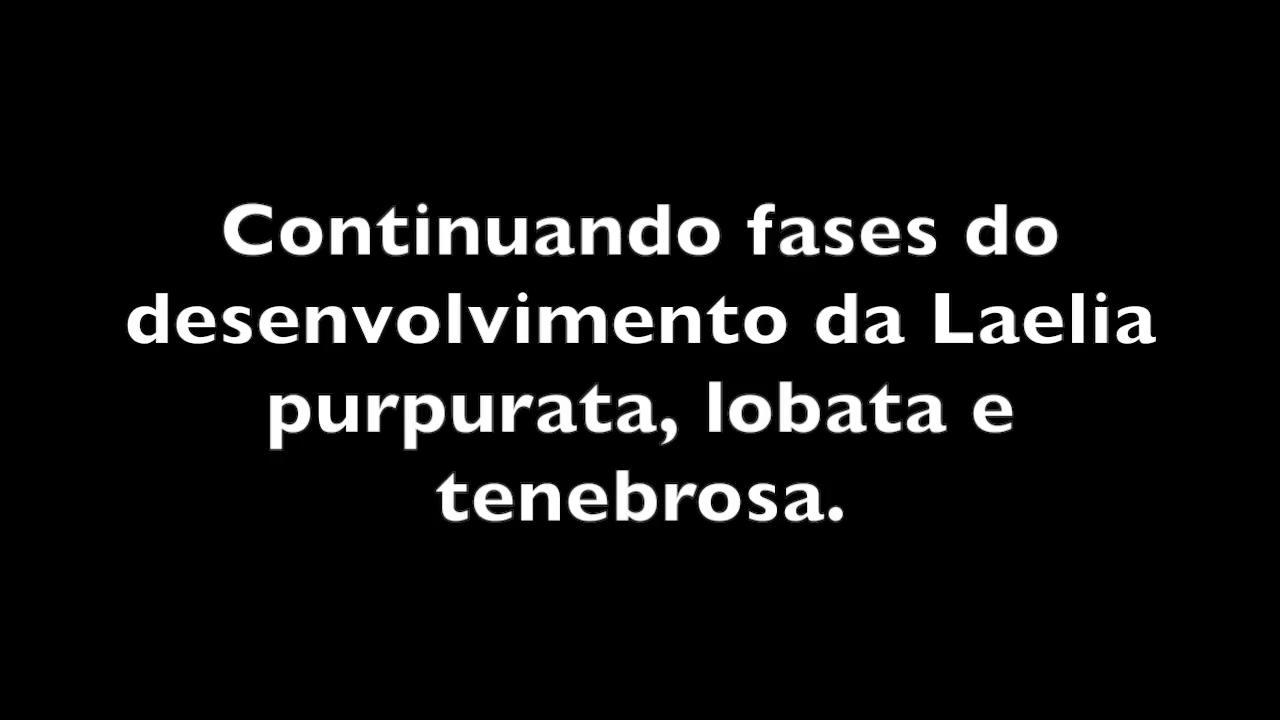 Continuando fases do
desenvolvimento da Laelia
purpurata, lobata e
tenebrosa.